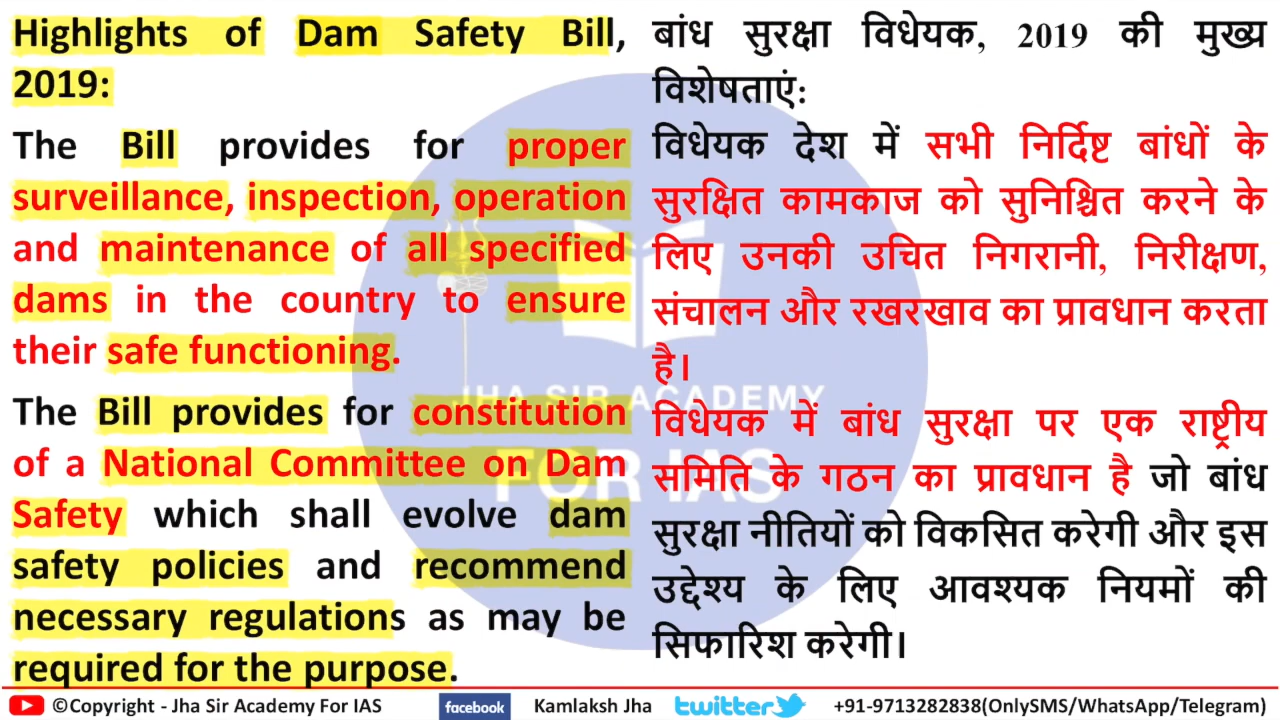 Highlights of Dam Safety Bill,
2019:
The Bill provides for proper
surveillance, inspection, operation
and maintenance of all specified
dams in the country to ensure
their safe functioning.
The Bill provides for constitution
of a National Committee on Dam
Safety which shall evolve dam
safety policies and recommend
necessary regulations as may be
required for the purpose.
बांध सुरक्षा विधेयक, 2019 की मुख्य
विशेषताएं:
विधेयक देश में सभी निर्दिष्ट बांधों के
सुरक्षित कामकाज को सुनिश्चित करने के
लिए उनकी उचित निगरानी, निरीक्षण,
संचालन और रखरखाव का प्रावधान करता
है।
विधेयक में बांध सुरक्षा पर एक राष्ट्रीय
समिति के गठन का प्रावधान है जो बांध
सुरक्षा नीतियों को विकसित करेगी और इस
उद्देश्य के लिए आवश्यक नियमों की
सिफारिश करेगी।
JHA SIR ACADEMY
FOR IAS
©Copyright - Jha Sir Academy For IAS facebook Kamlaksh Jha twitter +91-9713282838(OnlySMS/WhatsApp/Telegram)